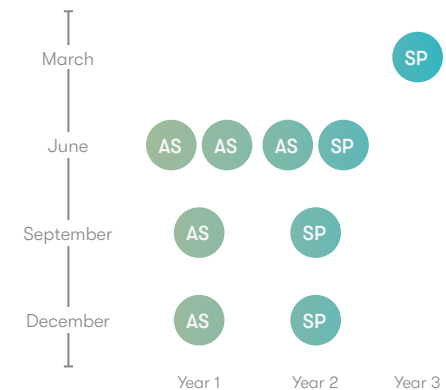 March SP
June AS AS AS SP
September AS SP
December AS SP
Year 1 Year 2 Year 3